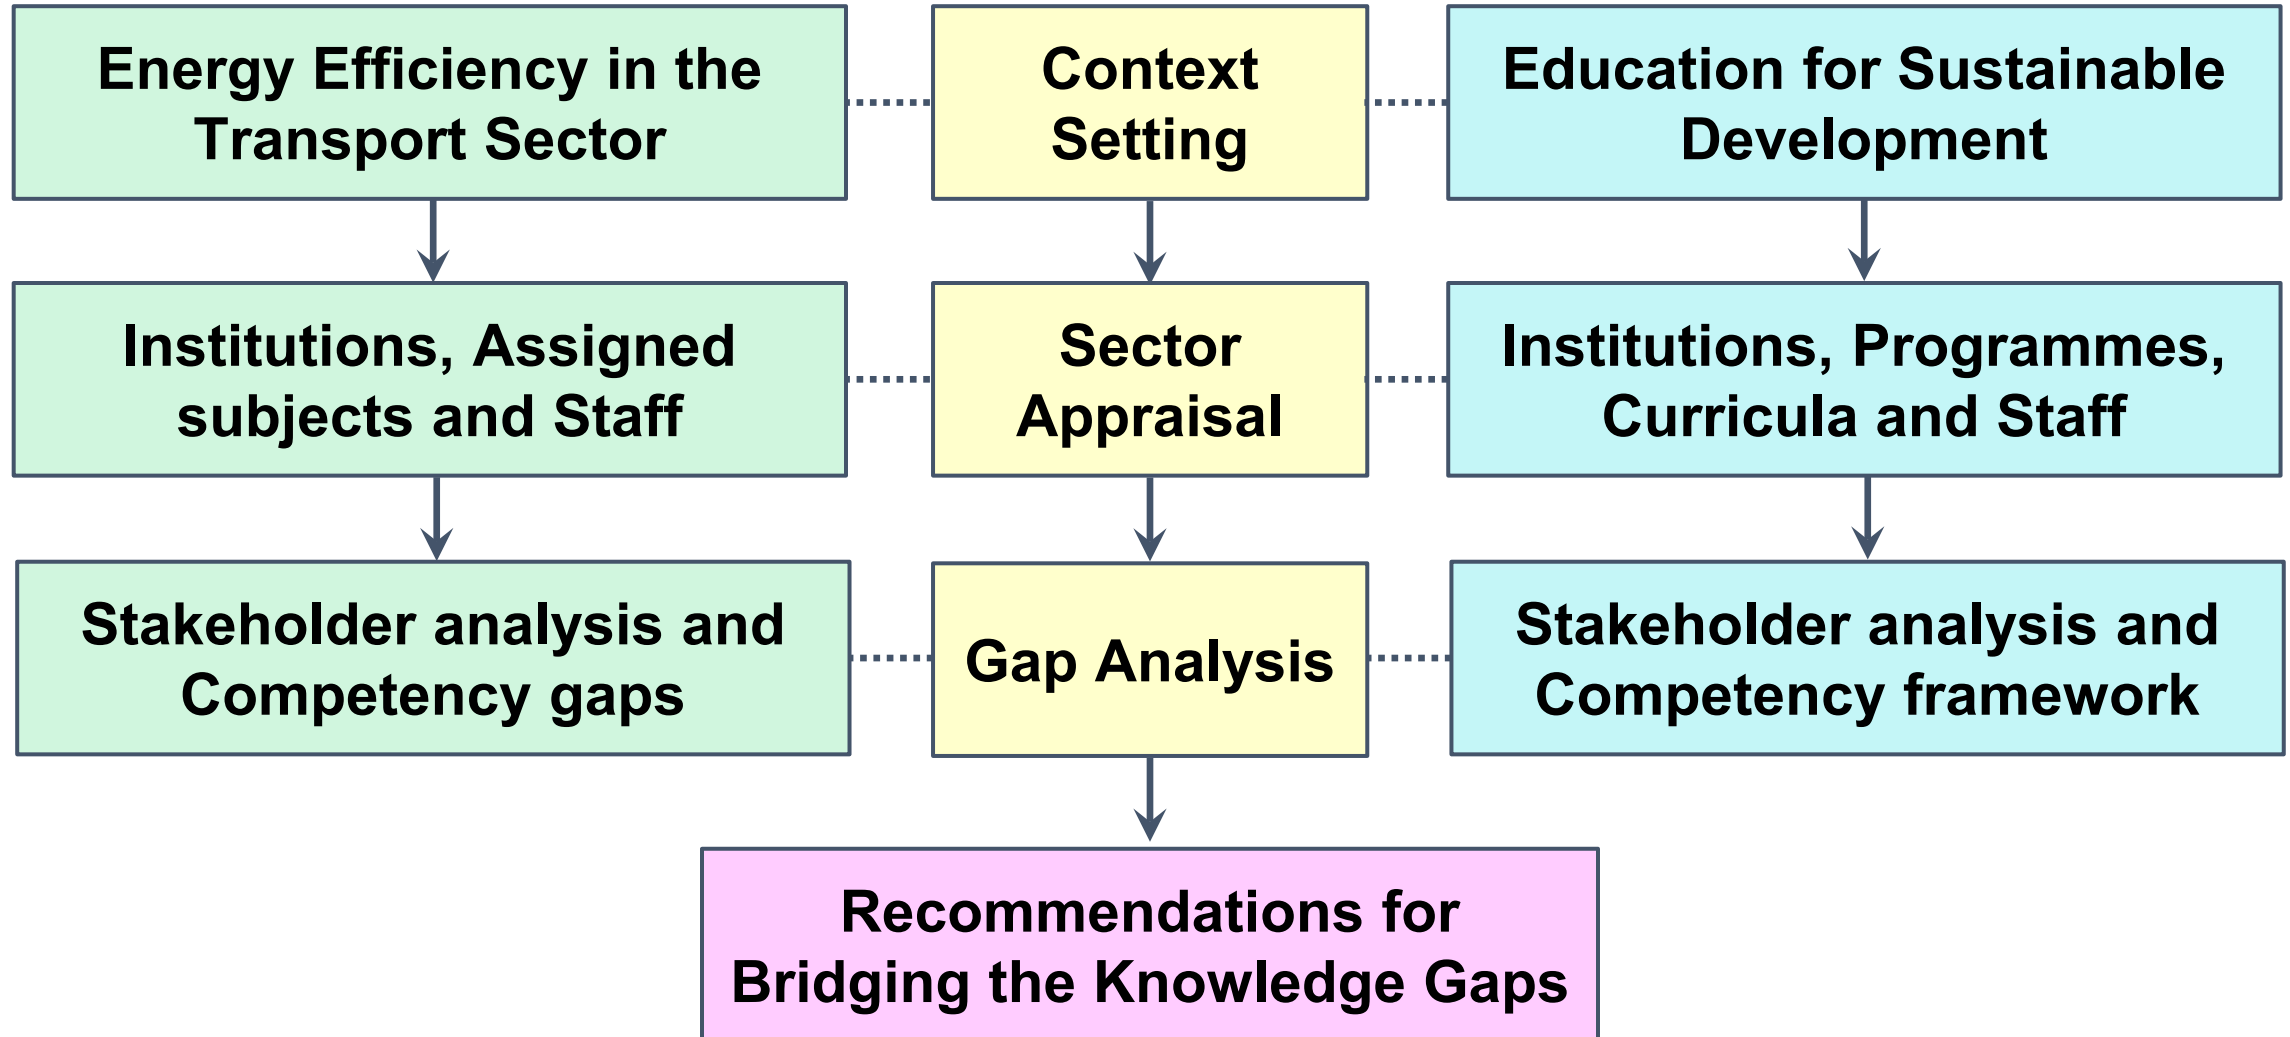 Energy Efficiency in the
Transport Sector
Context
Setting
Education for Sustainable
Development
Institutions, Assigned
subjects and Staff
Sector
Appraisal
Institutions, Programmes,
Curricula and Staff
Stakeholder analysis and
Competency gaps
Gap Analysis
Stakeholder analysis and
Competency framework
Recommendations for
Bridging the Knowledge Gaps